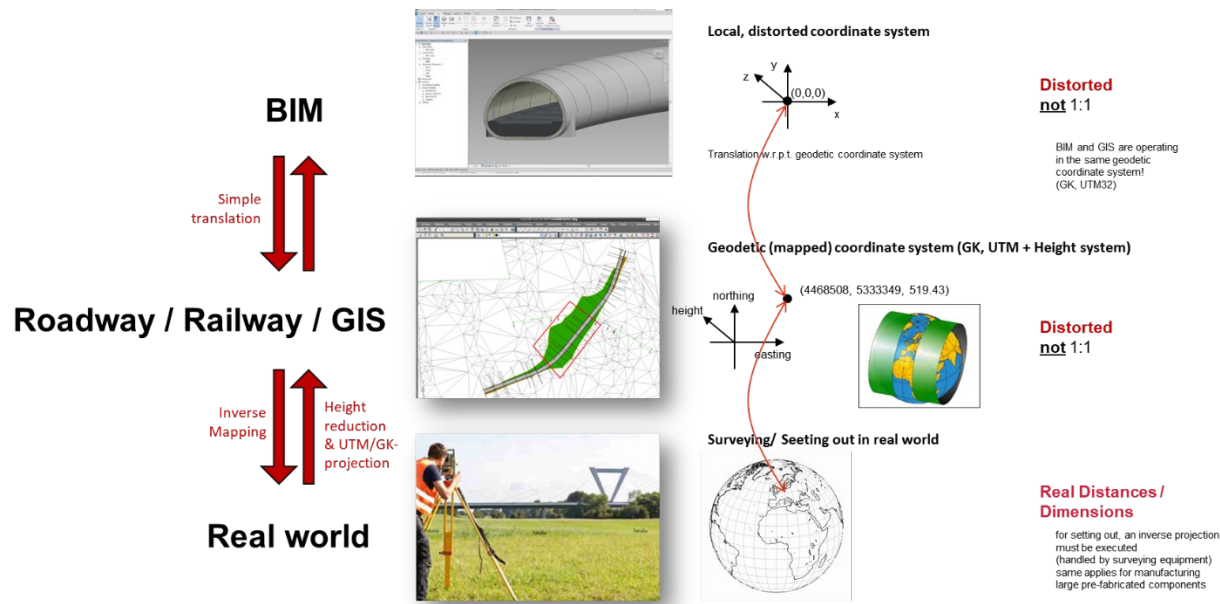 BIM
Simple
translation
Roadway / Railway / GIS
Inverse
Mapping
Height
reduction
& UTM/GK-
projection
Real world
Local, distorted coordinate system
y
z
(0,0,0)
x
Translation w.r.p.t. geodetic coordinate system
Distorted
not 1:1
BIM and GIS are operating
in the same geodetic
coordinate system!
(GK, UTM32)
Geodetic (mapped) coordinate system (GK, UTM + Height system)
(4468508, 5333349, 519.43)
northing
height
easting
Distorted
not 1:1
Surveying/ Seeting out in real world
Real Distances /
Dimensions
for setting out, an inverse projection
must be executed
(handled by surveying equipment)
same applies for manufacturing
large pre-fabricated components